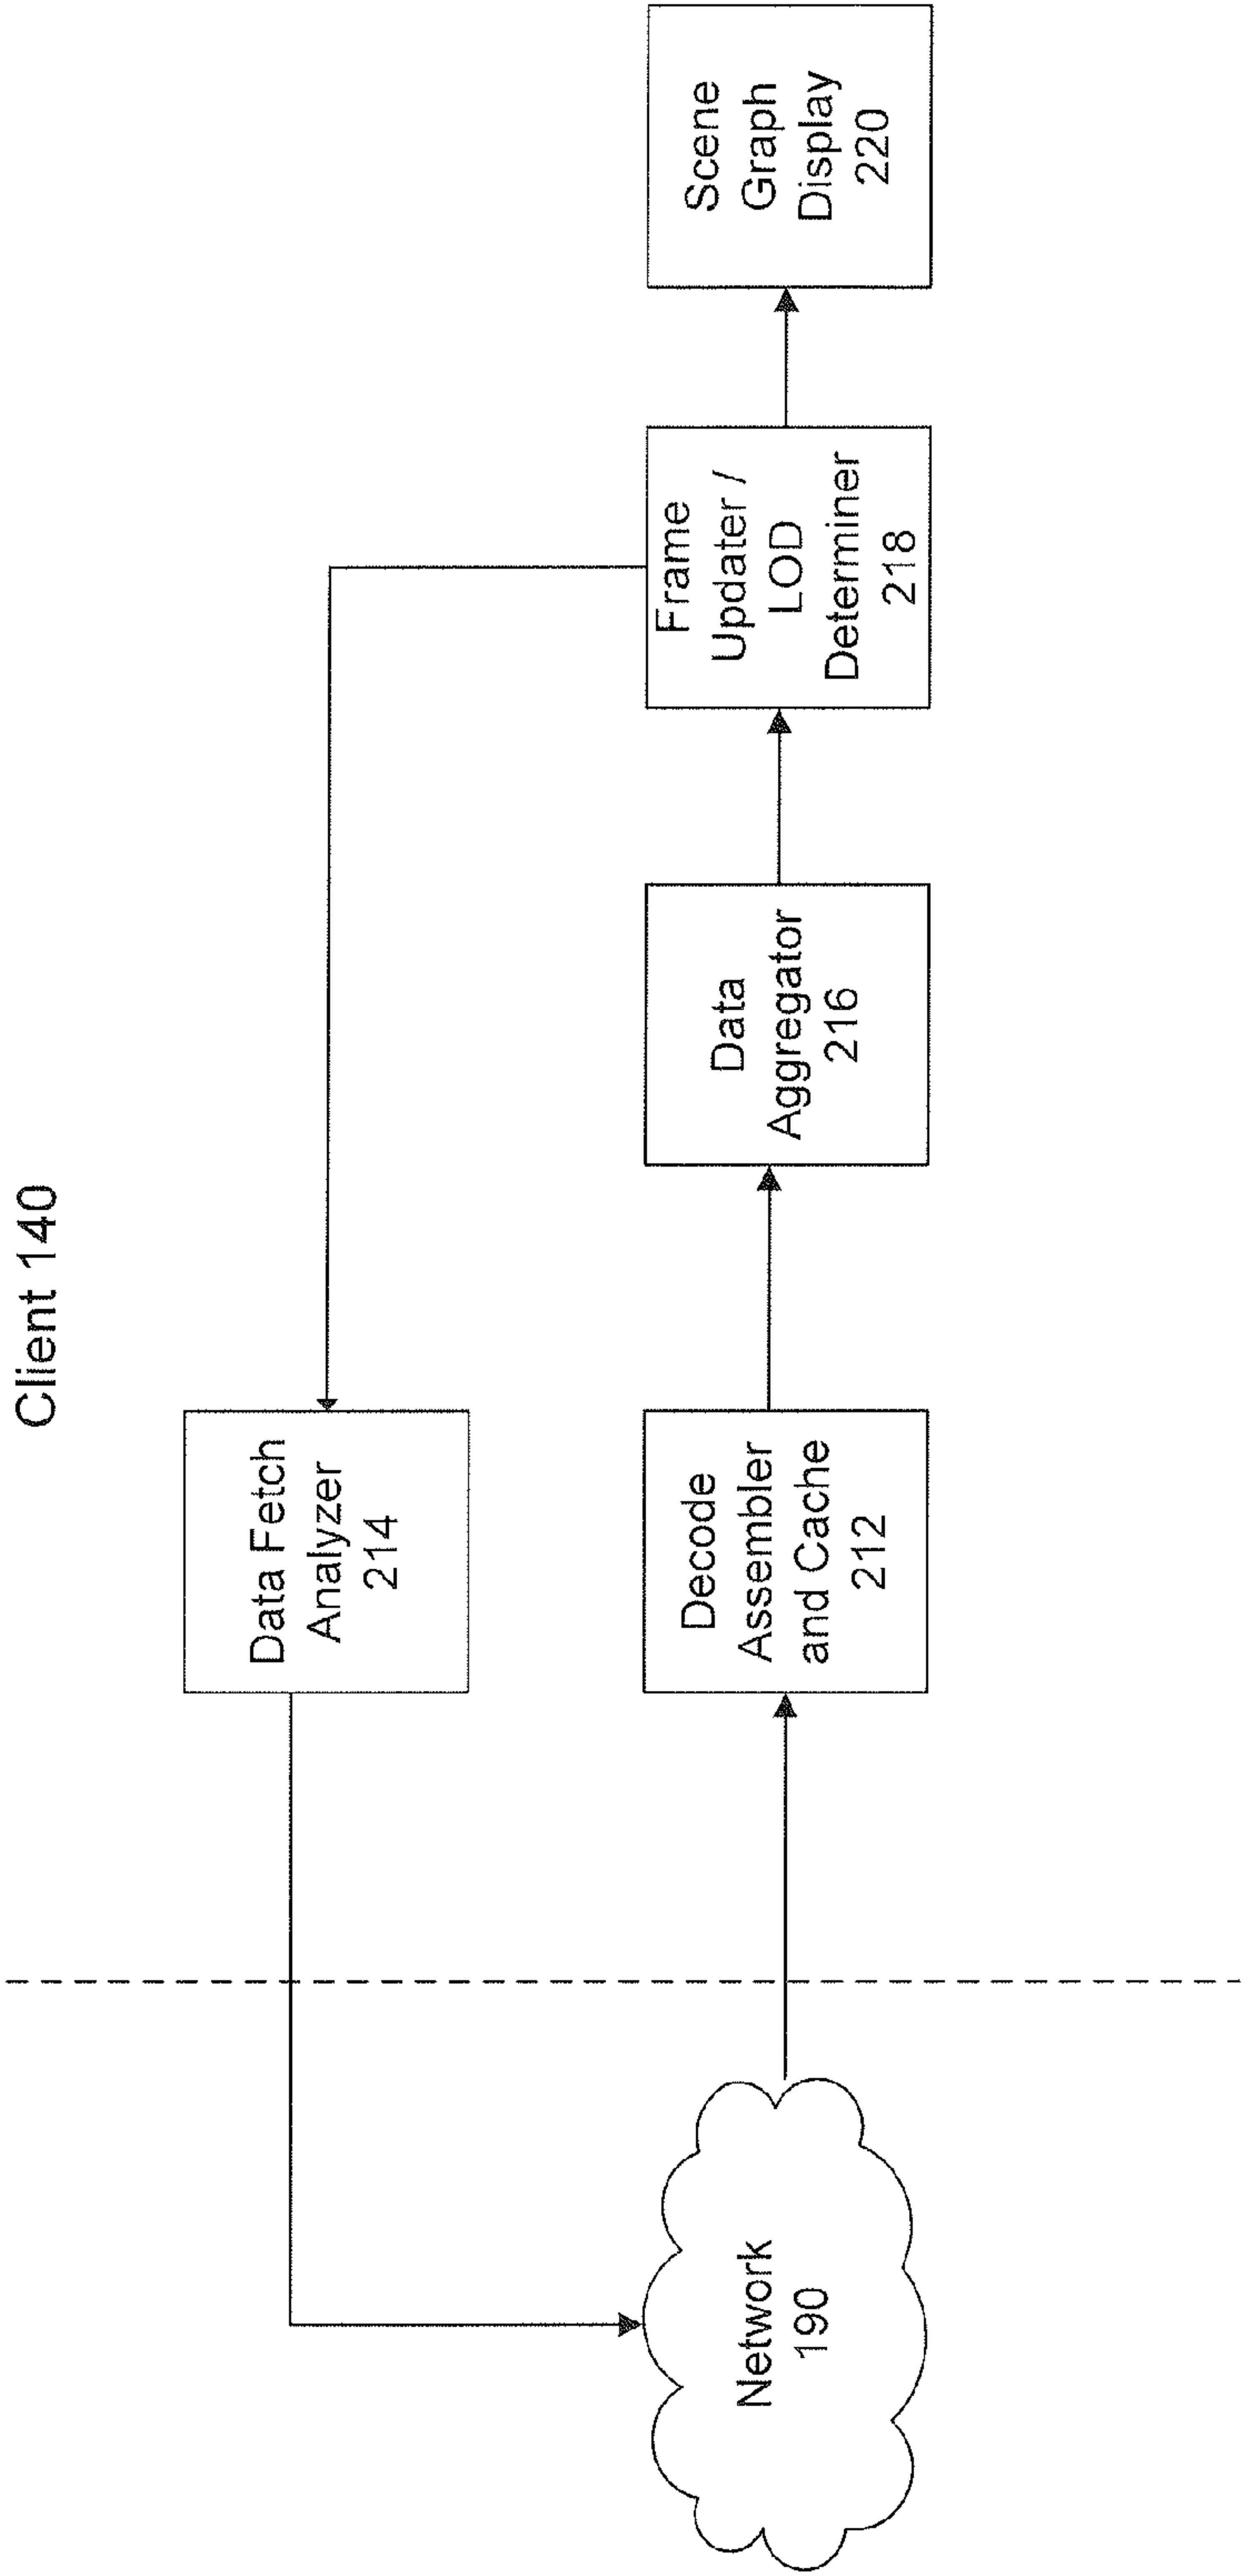 Client 140
Data Fetch
Analyzer
214
Network
190
Decode
Assembler
and Cache
212
Data
Aggregator
216
Frame
Updater /
LOD
Determiner
218
Scene
Graph
Display
220